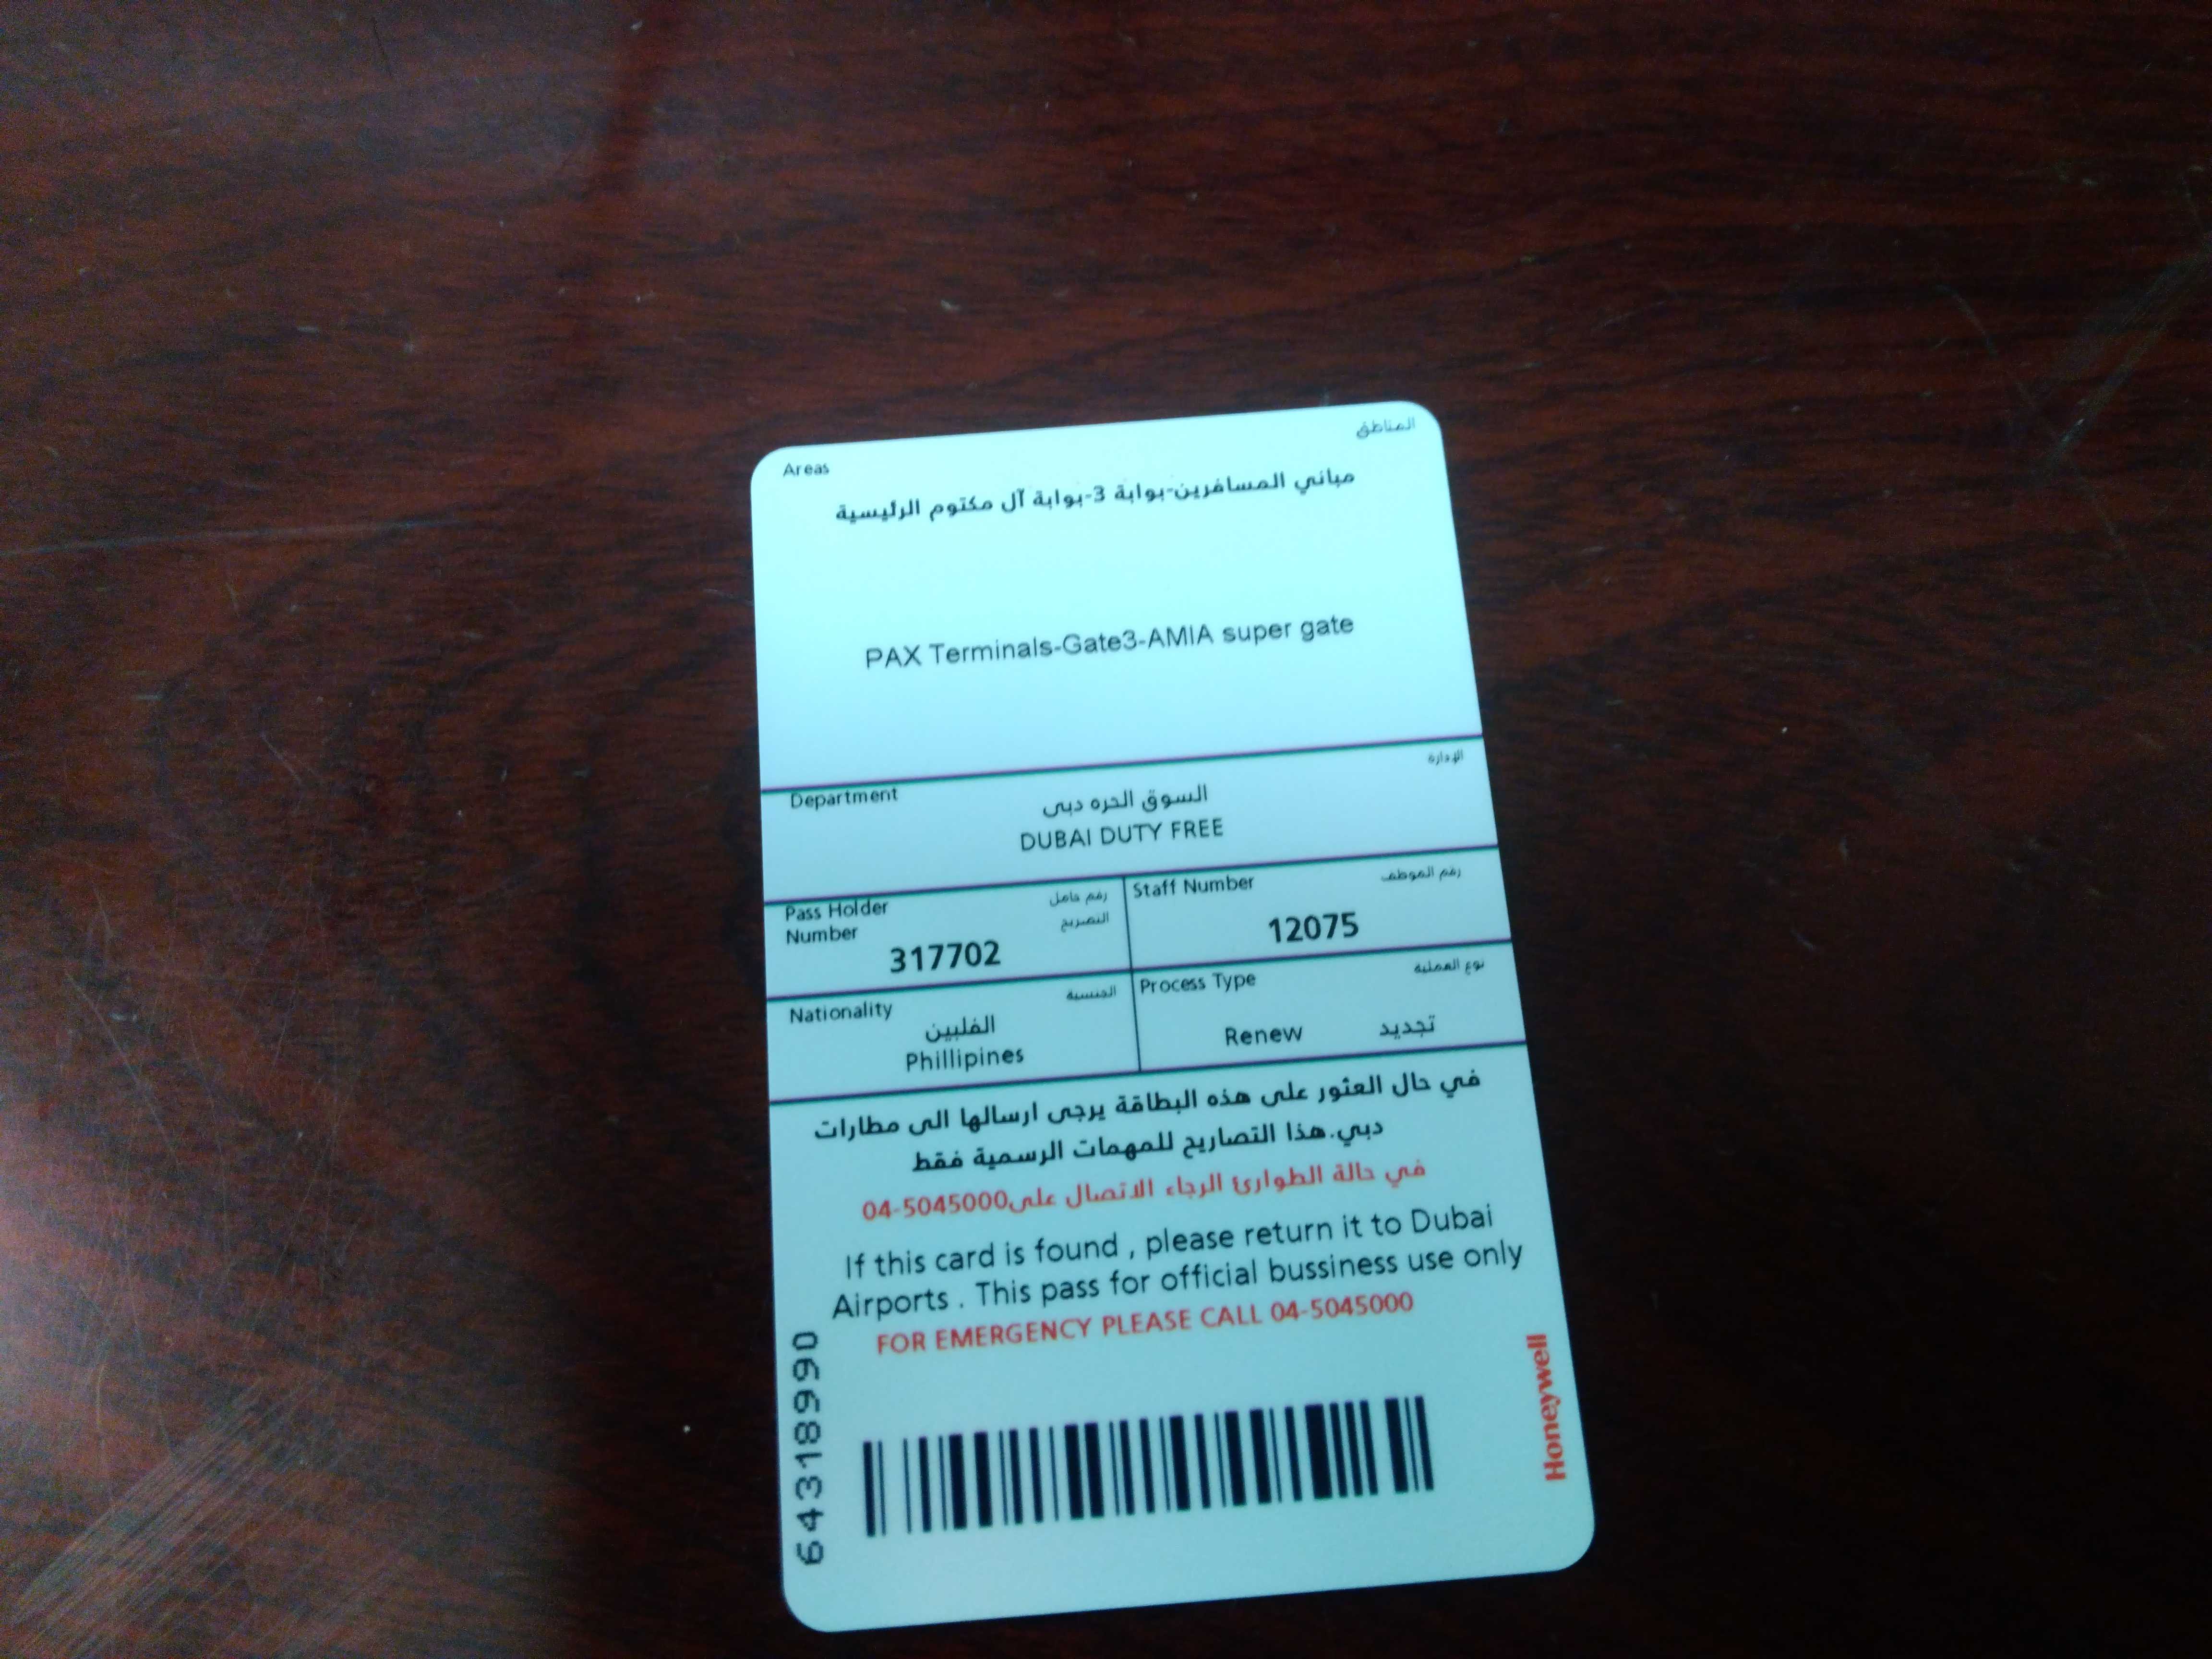 Areas
المناطق
مباني المسافرين-بوابة 3-بوابة آل مكتوم الرئيسية
PAX Terminals-Gate3-AMIA super gate
Department
الإدارة
السوق الحره دبى
DUBAI DUTY FREE
Pass Holder
Number
رقم حامل
التصريح
317702
Staff Number
رقم الموظف
12075
Nationality
الجنسية
الفلبين
Phillipines
Process Type
نوع العملية
Renew تجديد
في حال العثور على هذه البطاقة يرجى ارسالها الى مطارات
دبي.هذا التصاريح للمهمات الرسمية فقط
في حالة الطوارئ الرجاء الاتصال على04-5045000
If this card is found , please return it to Dubai
Airports . This pass for official bussiness use only
FOR EMERGENCY PLEASE CALL 04-5045000
64318990
Honeywell